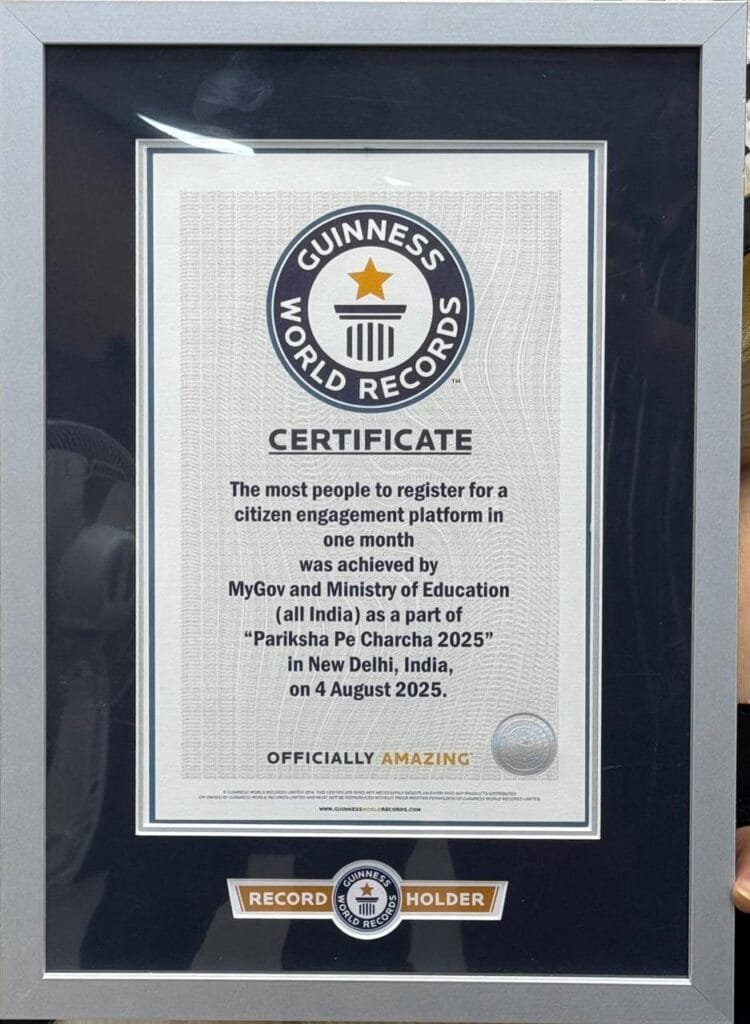 GUINNESS
WORLD RECORDS
TM
CERTIFICATE
The most people to register for a
citizen engagement platform in
one month
was achieved by
MyGov and Ministry of Education
(all India) as a part of
“Pariksha Pe Charcha 2025”
in New Delhi, India,
on 4 August 2025.
OFFICIALLY AMAZING
WWW.GUINNESSWORLDRECORDS.COM
RECORD HOLDER
GUINNESS
WORLD RECORDS